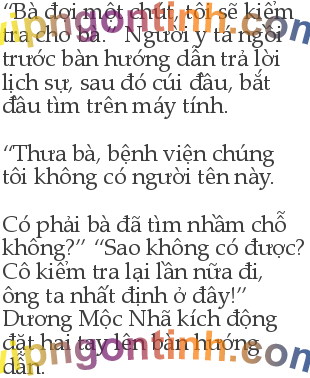 “Bà đợi một chút, tôi sẽ kiểm
tra cho bà.” Người y tá ngồi
trước bàn hướng dẫn trả lời
lịch sự, sau đó cúi đầu, bắt
đầu tìm trên máy tính.
“Thưa bà, bệnh viện chúng
tôi không có người tên này.
Có phải bà đã tìm nhầm chỗ
không?” “Sao không có được?
Cô kiểm tra lại lần nữa đi,
ông ta nhất định ở đây!”
Dương Mộc Nhã kích động
đặt hai tay lên bàn hướng
dẫn.
vipngontinh.com
vipngontinh.com